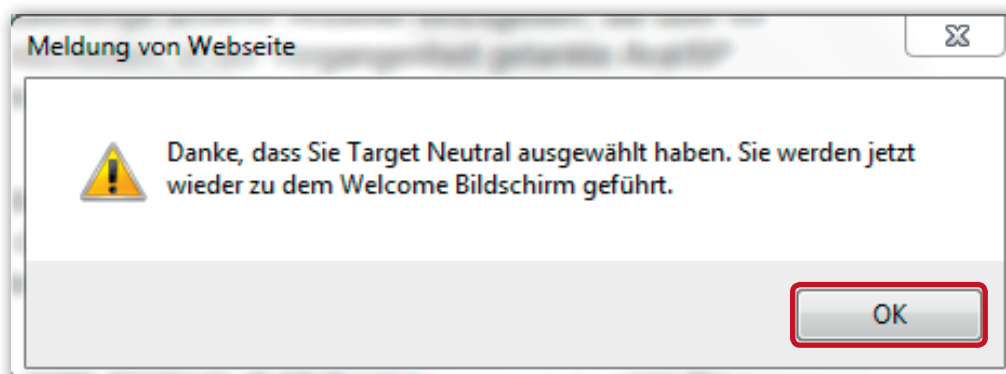 Meldung von Webseite
Danke, dass Sie Target Neutral ausgewählt haben. Sie werden jetzt
wieder zu dem Welcome Bildschirm geführt.
OK